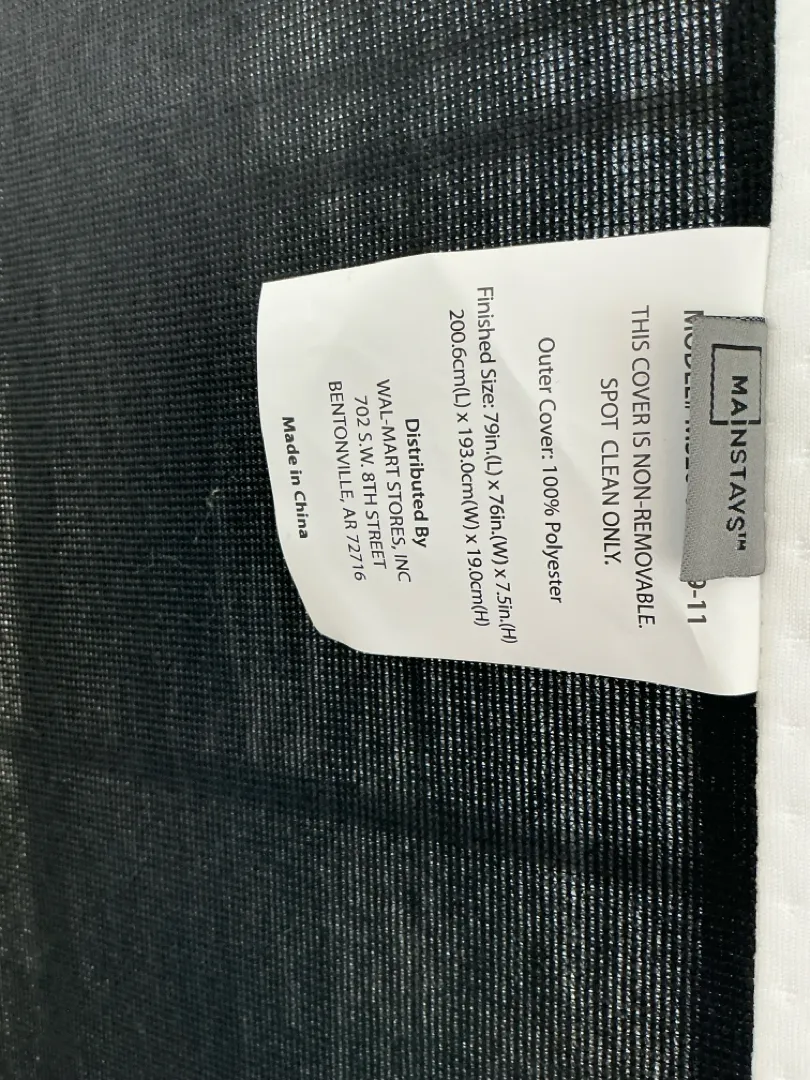 MAINSTAYS™
9-11
THIS COVER IS NON-REMOVABLE.
SPOT CLEAN ONLY.
Outer Cover: 100% Polyester
Finished Size: 79in.(L) x 76in.(W) x 7.5in.(H)
200.6cm(L) x 193.0cm(W) x 19.0cm(H)
Distributed By
WAL-MART STORES, INC
702 S.W. 8TH STREET
BENTONVILLE, AR 72716
Made in China